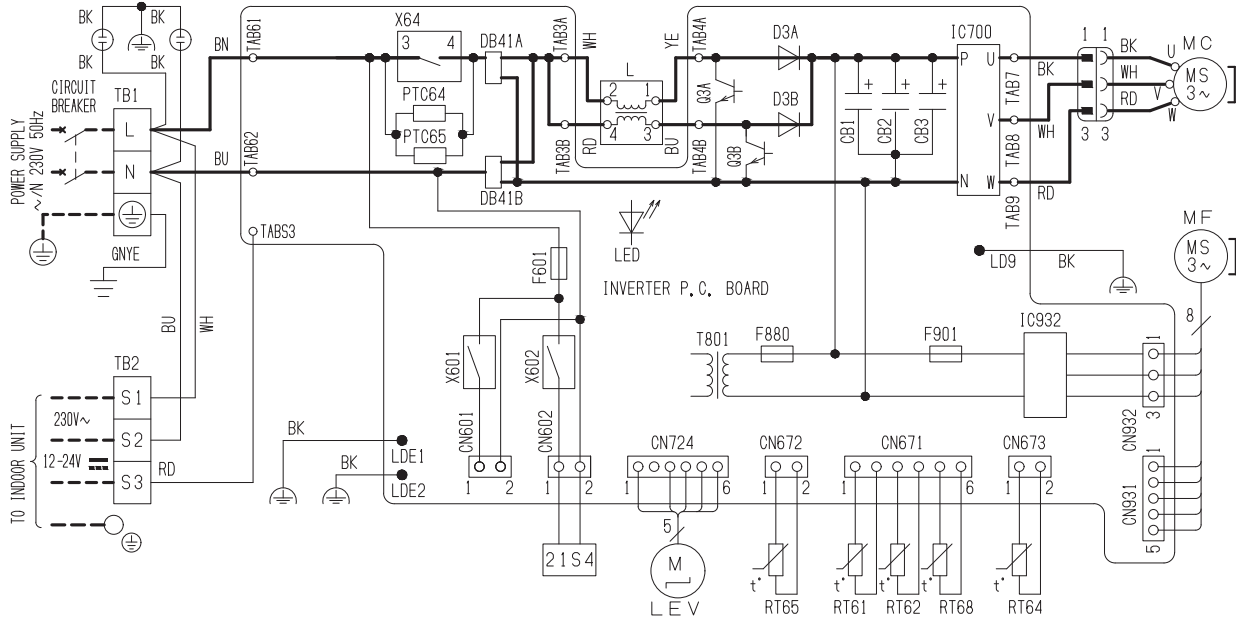 BK
BK
BK
BK
CIRCUIT
BREAKER
POWER SUPPLY
~/N 230V 50Hz
TB1
L
N
GNYE
BN
BU
TAB61
TAB62
TABS3
X64
3 4
PTC64
PTC65
DB41A
DB41B
TAB3A
WH
TAB3B
RD
L
2 1
4 3
YE
TAB4A
BU
TAB4B
Q3A
Q3B
D3A
D3B
CB1
+
CB2
+
CB3
+
IC700
P U
V
N W
TAB7
TAB8
TAB9
BK
WH
RD
1 1
3 3
BK
WH
RD
U
V
W
MC
MS
3~
LED
INVERTER P.C. BOARD
LD9
BK
MF
MS
3~
8
F601
X601
X602
T801
F880
F901
IC932
1
CN932
3
1
CN931
5
BU
WH
TB2
S1
S2
S3
RD
TO INDOOR UNIT
230V~
12-24V
BK
LDE1
BK
LDE2
CN601
1 2
CN602
1 2
21S4
CN724
1 6
5
M
LEV
CN672
1 2
t°
RT65
CN671
1 6
t°
RT61
t°
RT62
t°
RT68
CN673
1 2
t°
RT64